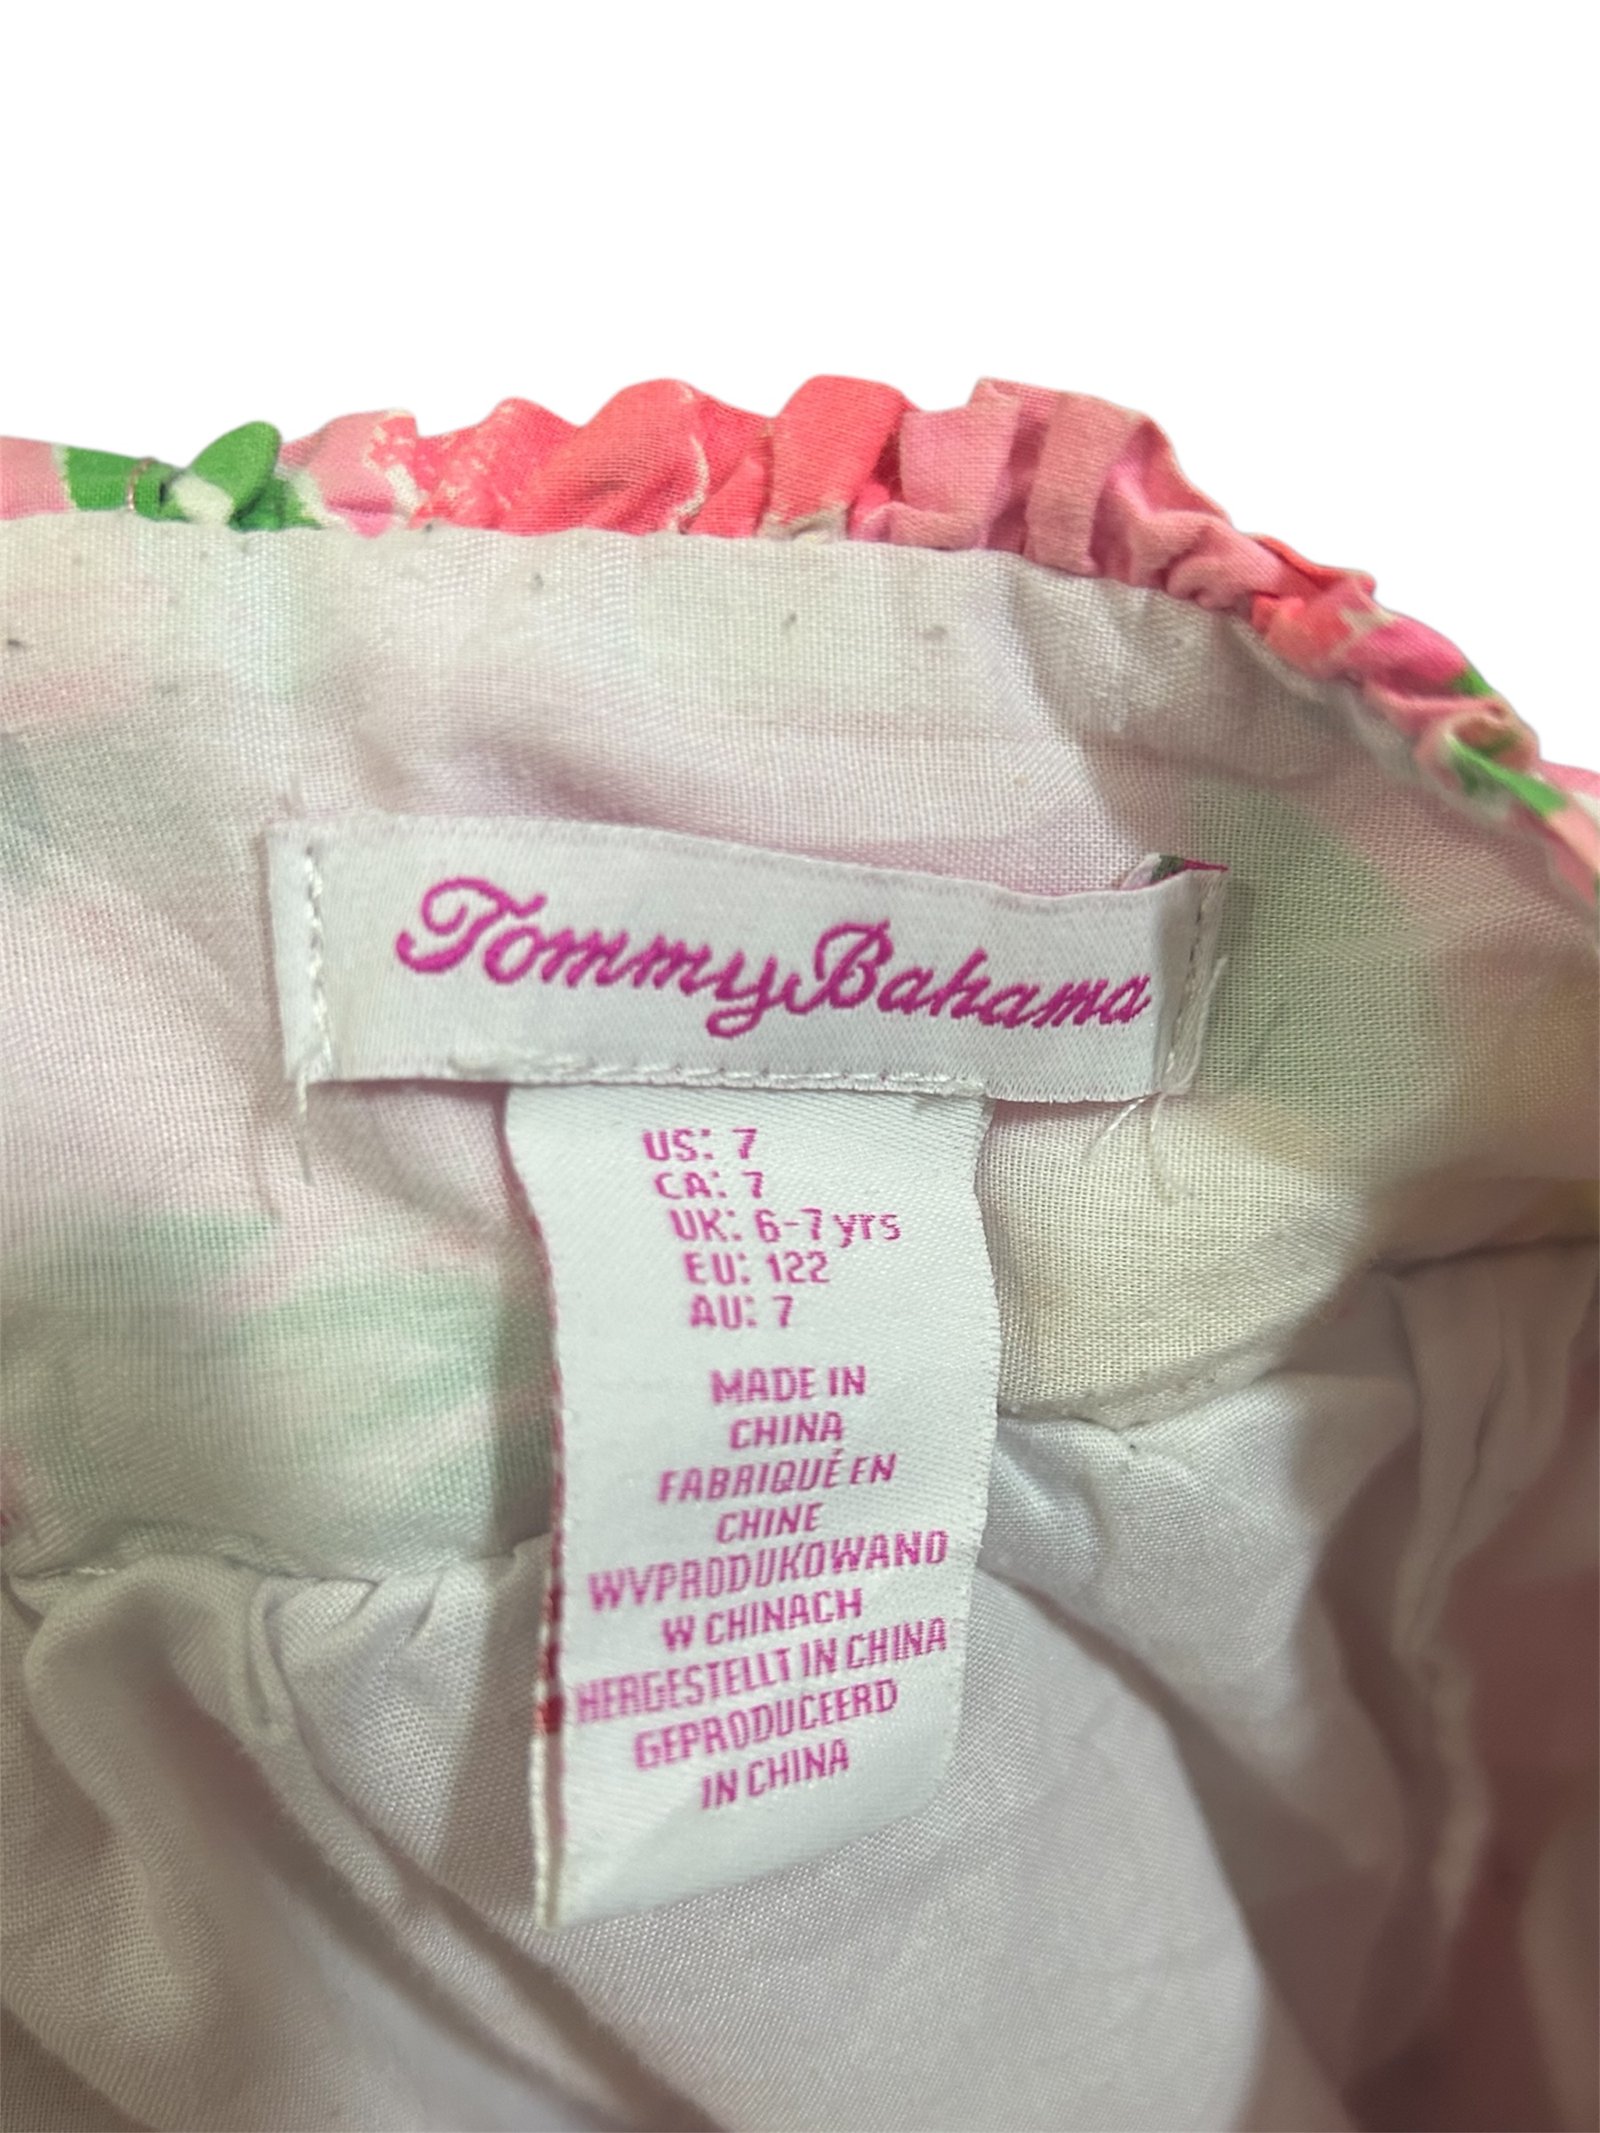 Tommy Bahama
US: 7
CA: 7
UK: 6-7 yrs
EU: 122
AU: 7
MADE IN
CHINA
FABRIQUÉ EN
CHINE
WYPRODUKOWANO
W CHINACH
HERGESTELLT IN CHINA
GEPRODUCEERD
IN CHINA